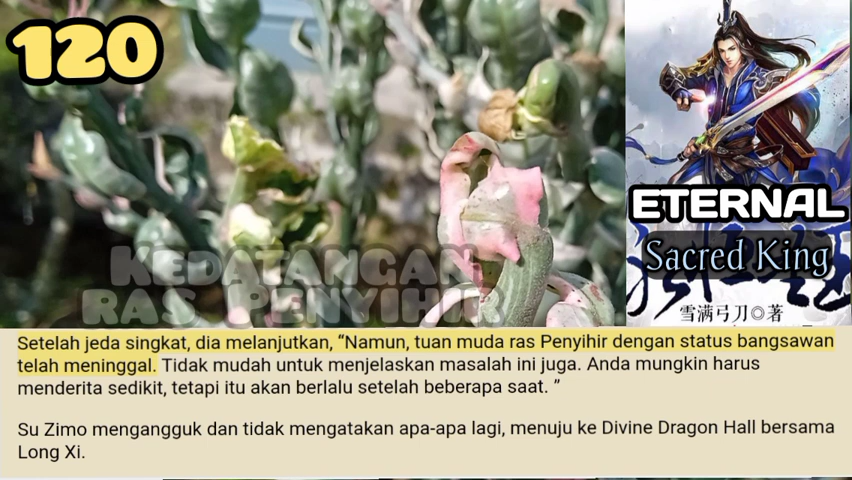 120
ETERNAL
Sacred King
雪满弓刀◎著
KEDATANGAN
RAS PENYIHIR
Setelah jeda singkat, dia melanjutkan, “Namun, tuan muda ras Penyihir dengan status bangsawan
telah meninggal. Tidak mudah untuk menjelaskan masalah ini juga. Anda mungkin harus
menderita sedikit, tetapi itu akan berlalu setelah beberapa saat. ”
Su Zimo mengangguk dan tidak mengatakan apa-apa lagi, menuju ke Divine Dragon Hall bersama
Long Xi.